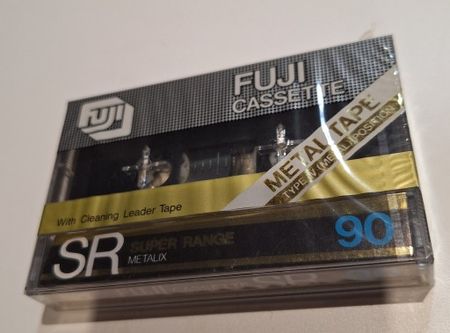 FUJI
FUJI
CASSETTE
METAL TAPE
TYPE IV (METAL) POSITION
With Cleaning Leader Tape
SR SUPER RANGE
METALIX
90